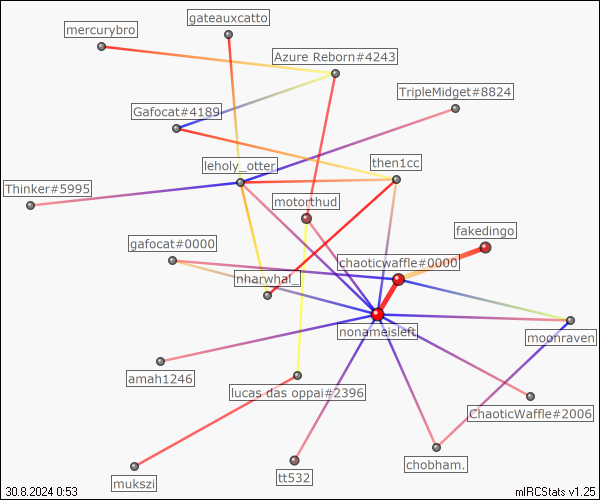 gateauxcatto
mercurybro
Azure Reborn#4243
TripleMidget#8824
Gafocat#4189
leholy_otter
then1cc
Thinker#5995
motorthud
fakedingo
gafocat#0000
chaoticwaffle#0000
nharwhal_
nonameisleft
moonraven
amah1246
lucas das oppai#2396
ChaoticWaffle#2006
chobham.
tt532
mukszi
30.8.2024 0:53
mIRCStats v1.25